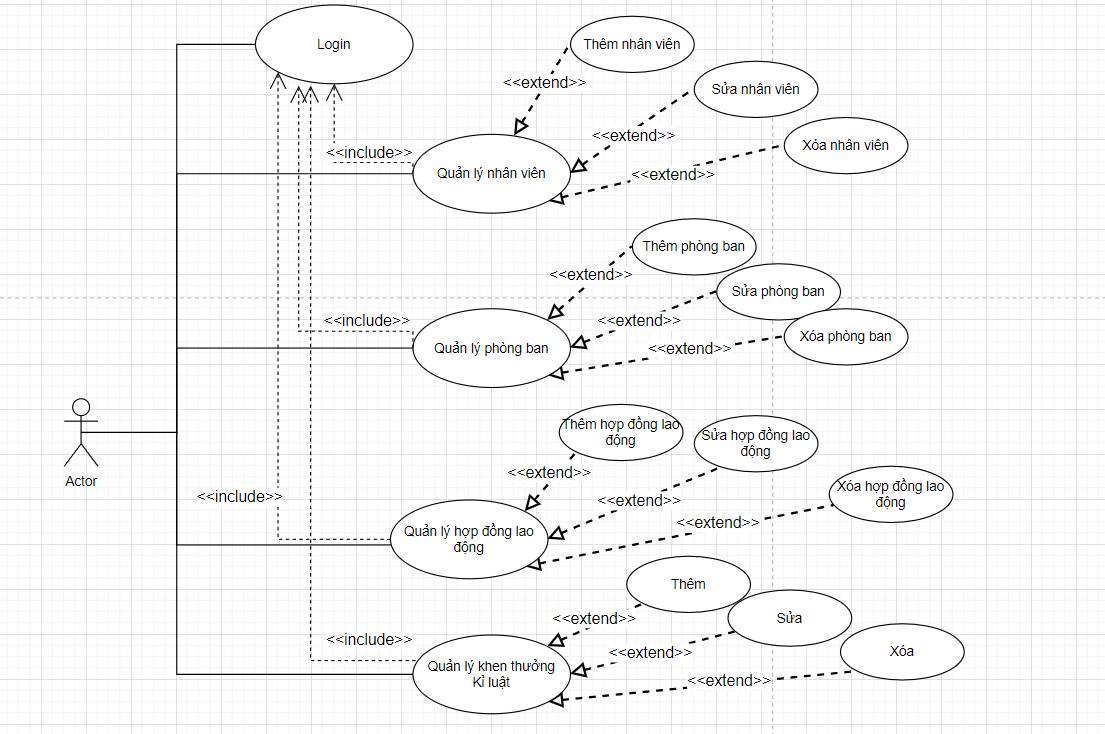 Login
Thêm nhân viên
<<extend>>
Sửa nhân viên
<<extend>>
Xóa nhân viên
<<include>>
<<extend>>
Quản lý nhân viên
Thêm phòng ban
<<extend>>
Sửa phòng ban
<<include>>
<<extend>>
Xóa phòng ban
Quản lý phòng ban
<<extend>>
Thêm hợp đồng lao
động
Sửa hợp đồng lao
động
<<extend>>
Xóa hợp đồng lao
động
Actor
<<include>>
<<extend>>
<<extend>>
Quản lý hợp đồng lao
động
Thêm
<<extend>>
Sửa
<<include>>
<<extend>>
Xóa
Quản lý khen thưởng
Kỉ luật
<<extend>>